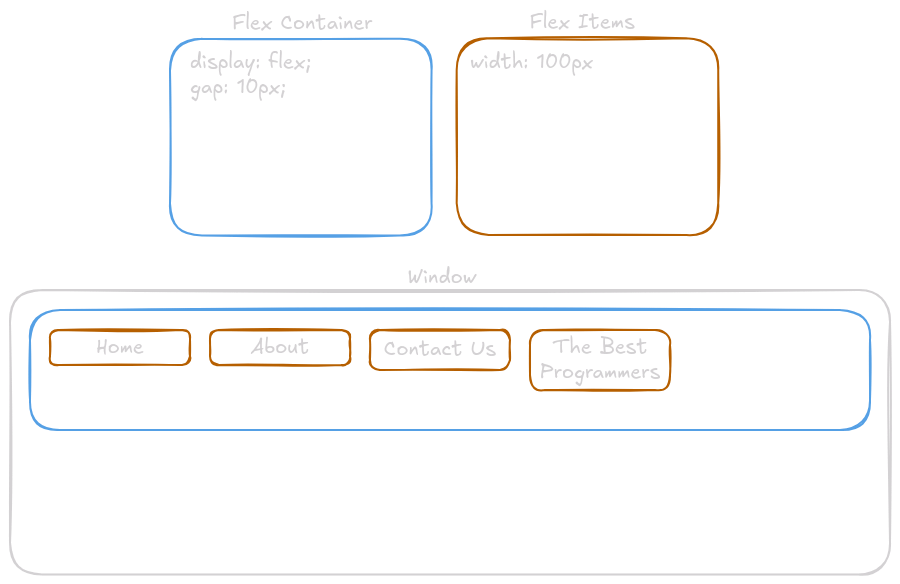 Flex Container
Flex Items
display: flex;
gap: 10px;
width: 100px
Window
Home
About
Contact Us
The Best
Programmers